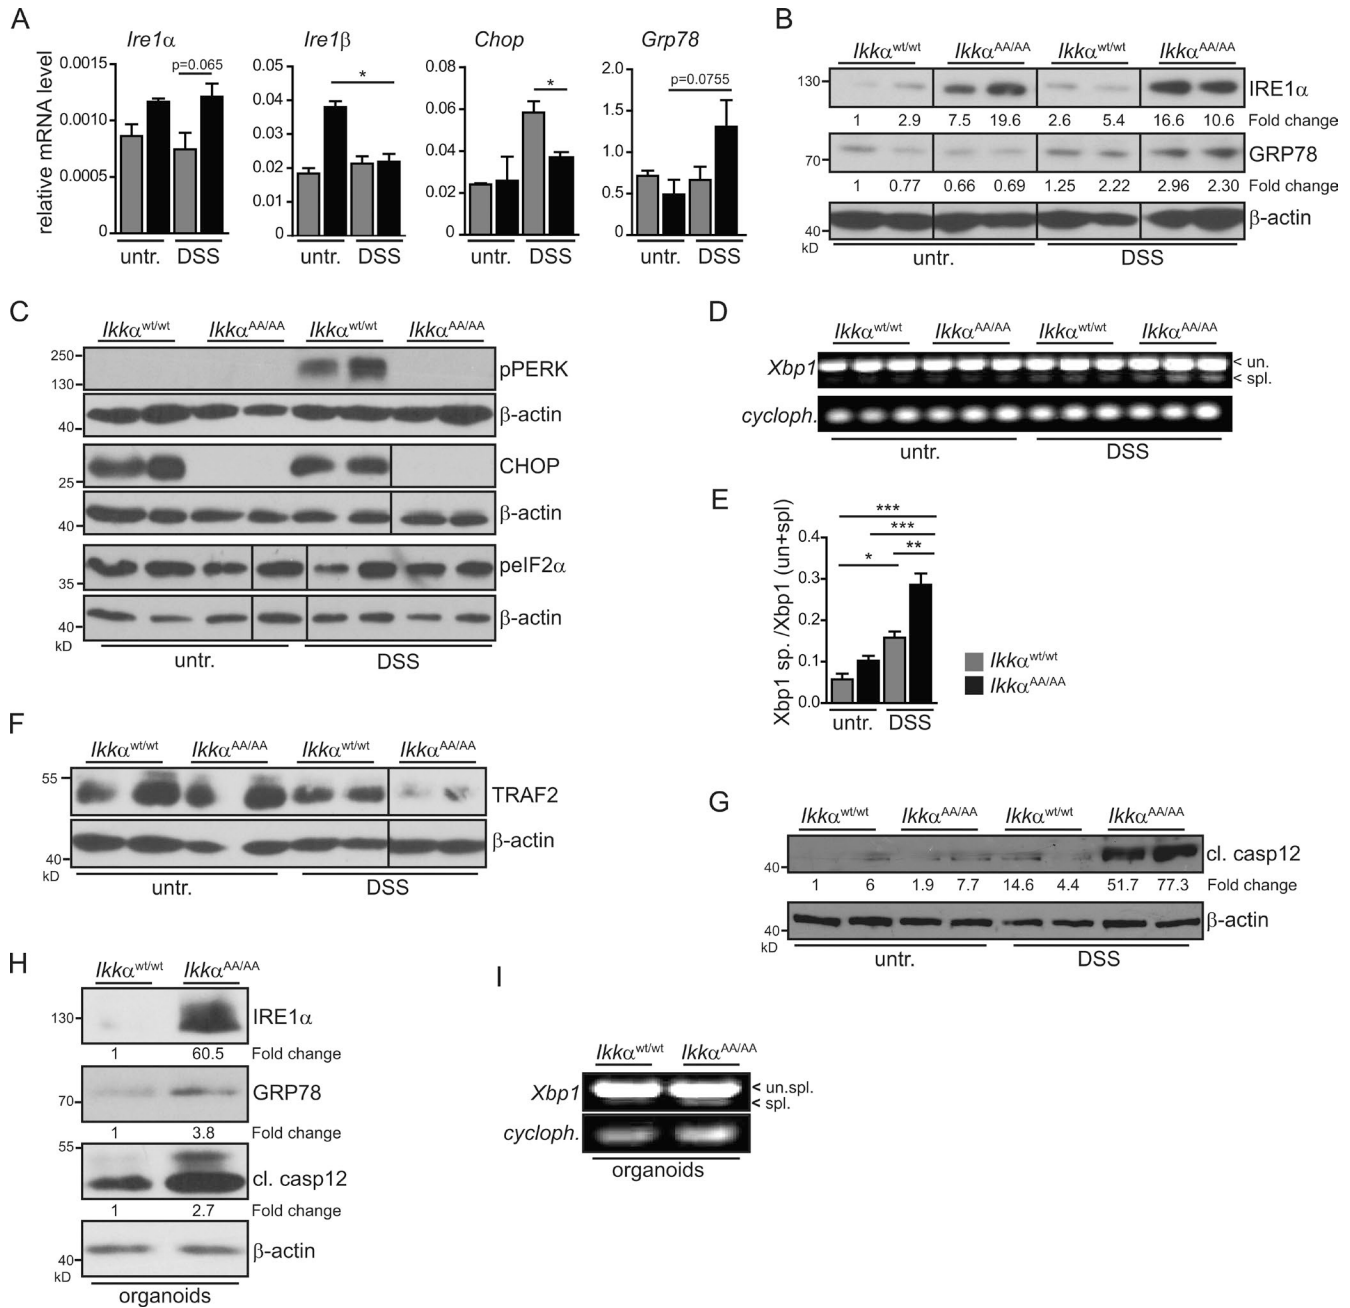 A
Ire1α
Ire1β
Chop
Grp78
relative mRNA level
0.0015
0.0010
0.0005
0
p=0.065
untr. DSS
0.05
0.04
0.03
0.02
0.01
0
*
untr. DSS
0.08
0.06
0.04
0.02
0
*
untr. DSS
2.0
1.5
1.0
0.5
0
p=0.0755
untr. DSS
B
Ikkα wt/wt Ikkα AA/AA Ikkα wt/wt Ikkα AA/AA
130 IRE1α
1 2.9 7.5 19.6 2.6 5.4 16.6 10.6 Fold change
70 GRP78
1 0.77 0.66 0.69 1.25 2.22 2.96 2.30 Fold change
40 β-actin
kD
untr. DSS
C
Ikkα wt/wt Ikkα AA/AA Ikkα wt/wt Ikkα AA/AA
250
130
pPERK
40 β-actin
25 CHOP
40 β-actin
35 peIF2α
40 β-actin
kD
untr. DSS
D
Ikkα wt/wt Ikkα AA/AA Ikkα wt/wt Ikkα AA/AA
Xbp1 < un.
< spl.
cycloph.
untr. DSS
E
Xbp1 sp. /Xbp1 (un+spl)
0.4
0.3
0.2
0.1
0.0
***
***
**
*
untr. DSS
Ikkα wt/wt
Ikkα AA/AA
F
Ikkα wt/wt Ikkα AA/AA Ikkα wt/wt Ikkα AA/AA
55 TRAF2
40 β-actin
kD
untr. DSS
G
Ikkα wt/wt Ikkα AA/AA Ikkα wt/wt Ikkα AA/AA
40 cl. casp12
1 6 1.9 7.7 14.6 4.4 51.7 77.3 Fold change
40 β-actin
kD
untr. DSS
H
Ikkα wt/wt Ikkα AA/AA
130 IRE1α
1 60.5 Fold change
70 GRP78
1 3.8 Fold change
55 cl. casp12
1 2.7 Fold change
40 β-actin
kD
organoids
I
Ikkα wt/wt Ikkα AA/AA
Xbp1 < un.spl.
< spl.
cycloph.
organoids